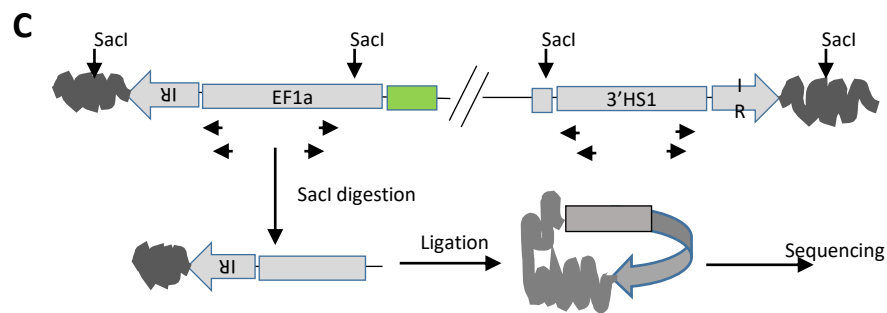 C
SacI SacI SacI SacI
IR EF1a 3'HS1 I
R
SacI digestion
IR Ligation Sequencing